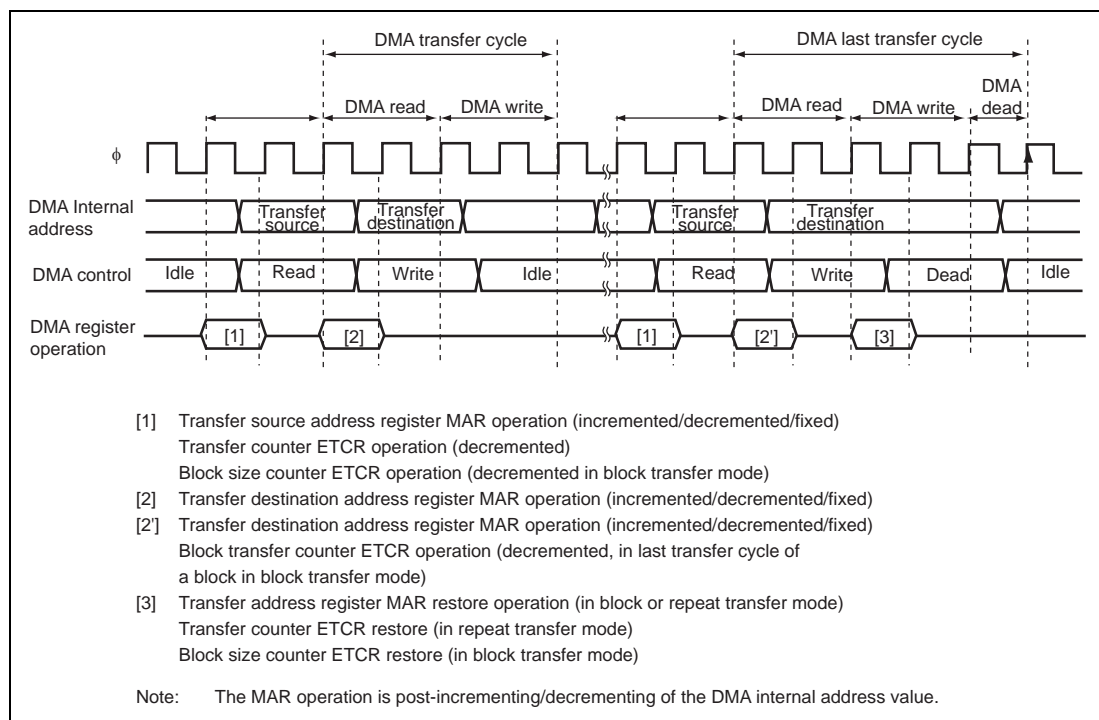 DMA transfer cycle DMA last transfer cycle
DMA read DMA write DMA read DMA write DMA dead
ϕ
DMA Internal address Transfer source Transfer destination Transfer source Transfer destination
DMA control Idle Read Write Idle Read Write Dead Idle
DMA register operation [1] [2] [1] [2'] [3]
[1] Transfer source address register MAR operation (incremented/decremented/fixed)
Transfer counter ETCR operation (decremented)
Block size counter ETCR operation (decremented in block transfer mode)
[2] Transfer destination address register MAR operation (incremented/decremented/fixed)
[2'] Transfer destination address register MAR operation (incremented/decremented/fixed)
Block transfer counter ETCR operation (decremented, in last transfer cycle of
a block in block transfer mode)
[3] Transfer address register MAR restore operation (in block or repeat transfer mode)
Transfer counter ETCR restore (in repeat transfer mode)
Block size counter ETCR restore (in block transfer mode)
Note: The MAR operation is post-incrementing/decrementing of the DMA internal address value.